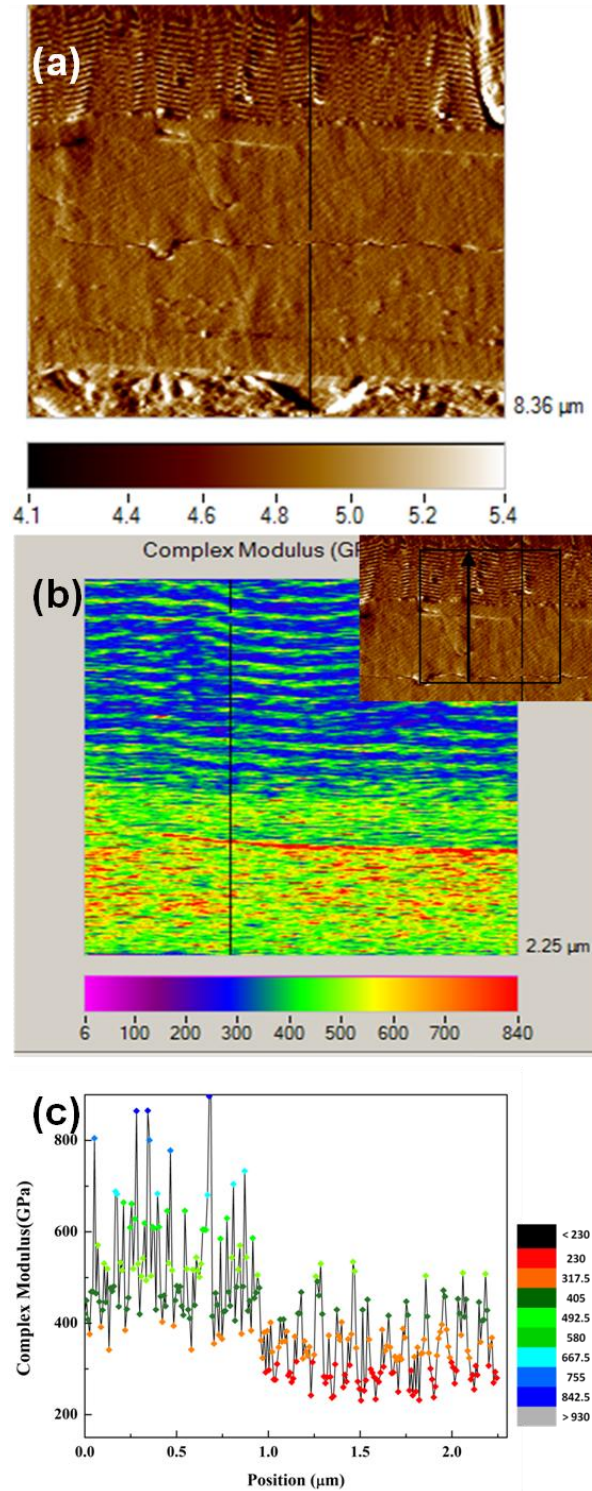 (a)
8.36 µm
4.1 4.4 4.6 4.8 5.0 5.2 5.4
Complex Modulus (GP
(b)
2.25 µm
6 100 200 300 400 500 600 700 840
(c)
Complex Modulus(GPa)
800
600
400
200
0.0 0.5 1.0 1.5 2.0
Position (µm)
< 230
230
317.5
405
492.5
580
667.5
755
842.5
> 930